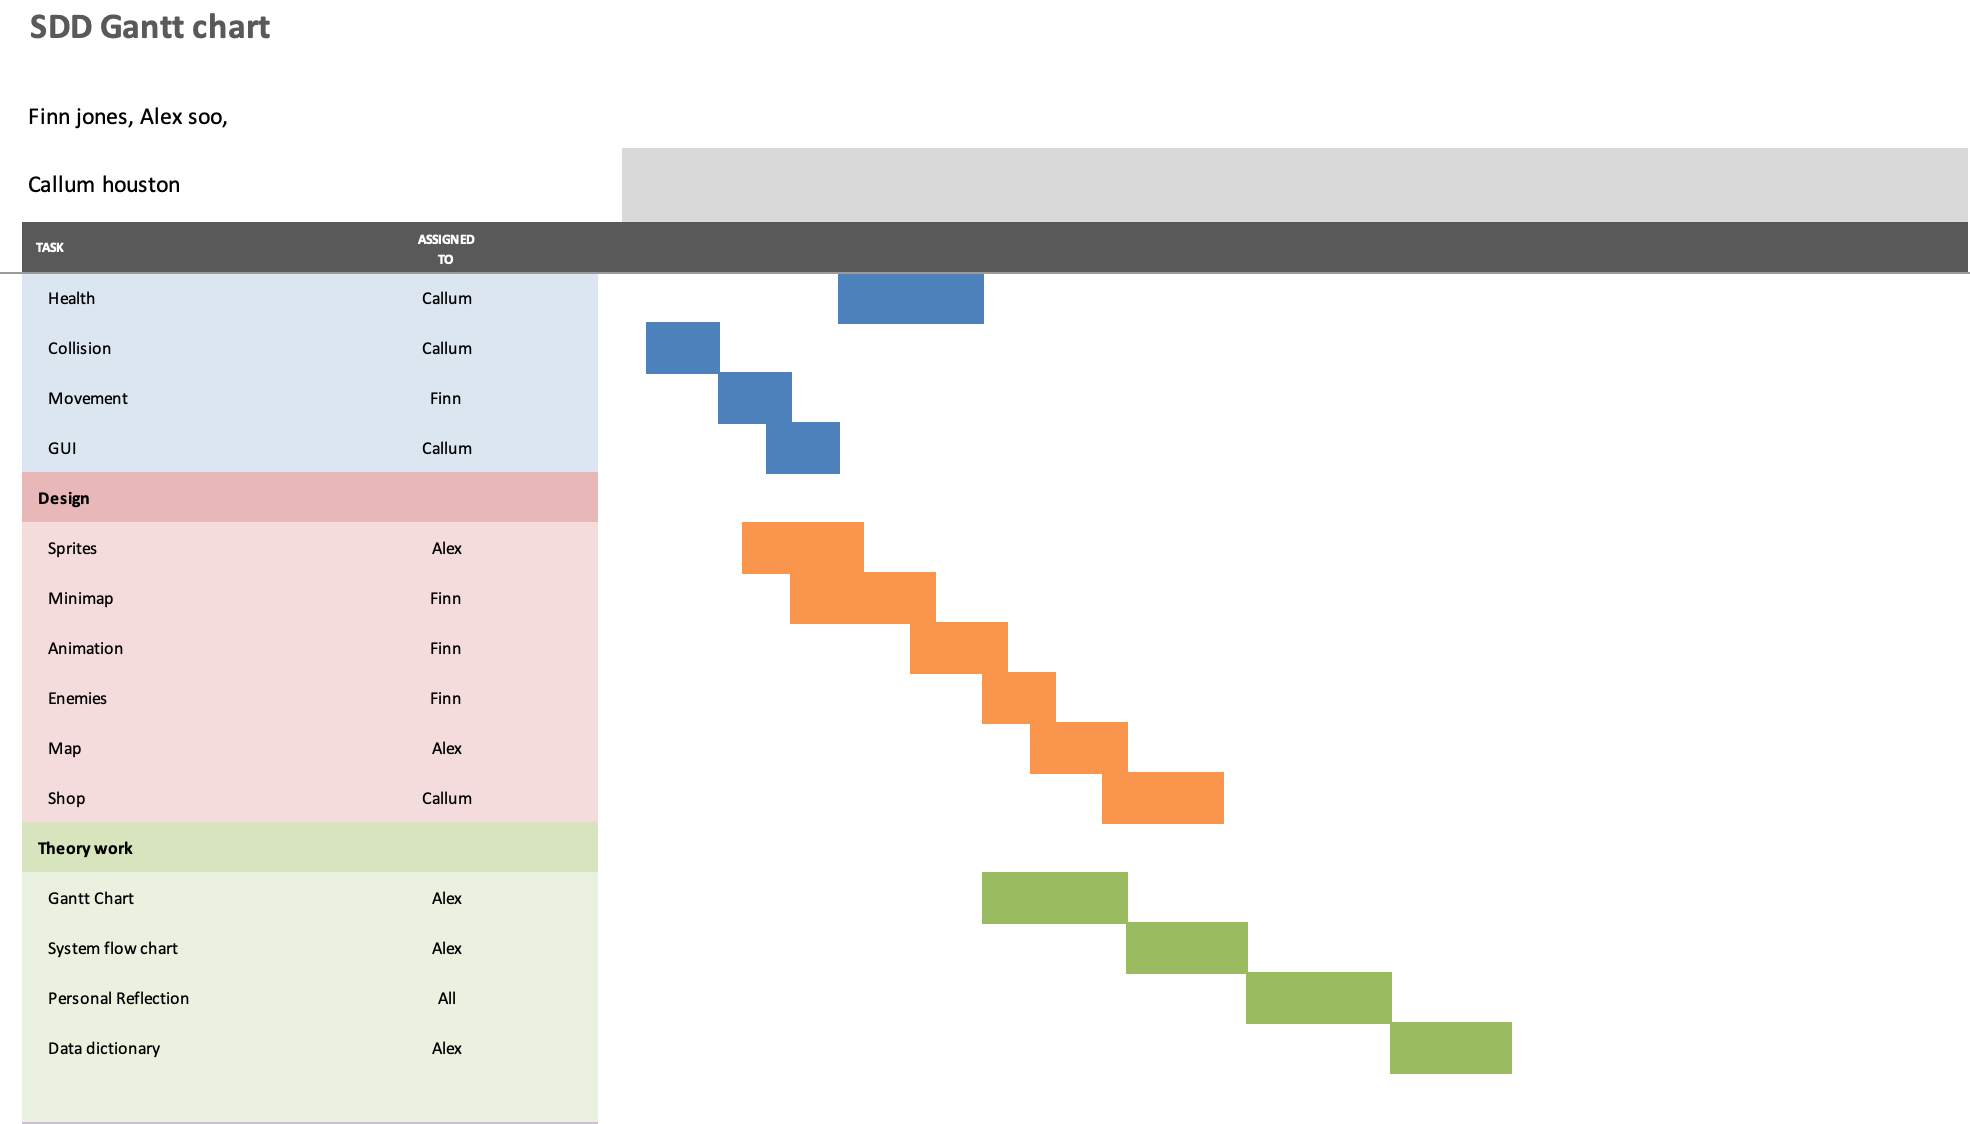 SDD Gantt chart
Finn jones, Alex soo,
Callum houston
TASK ASSIGNED TO
Health Callum
Collision Callum
Movement Finn
GUI Callum
Design
Sprites Alex
Minimap Finn
Animation Finn
Enemies Finn
Map Alex
Shop Callum
Theory work
Gantt Chart Alex
System flow chart Alex
Personal Reflection All
Data dictionary Alex